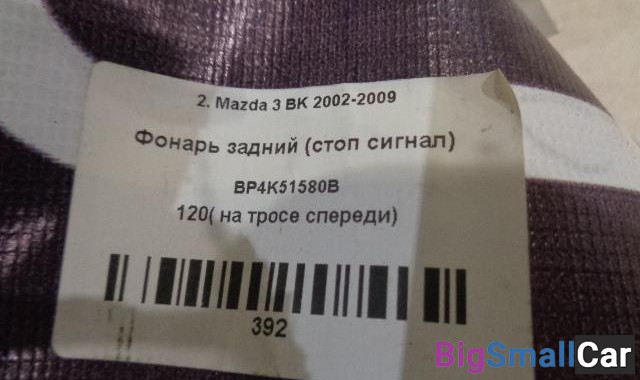 2. Mazda 3 BK 2002-2009
Фонарь задний (стоп сигнал)
BP4K51580B
120( на тросе спереди)
392
BigSmallCar